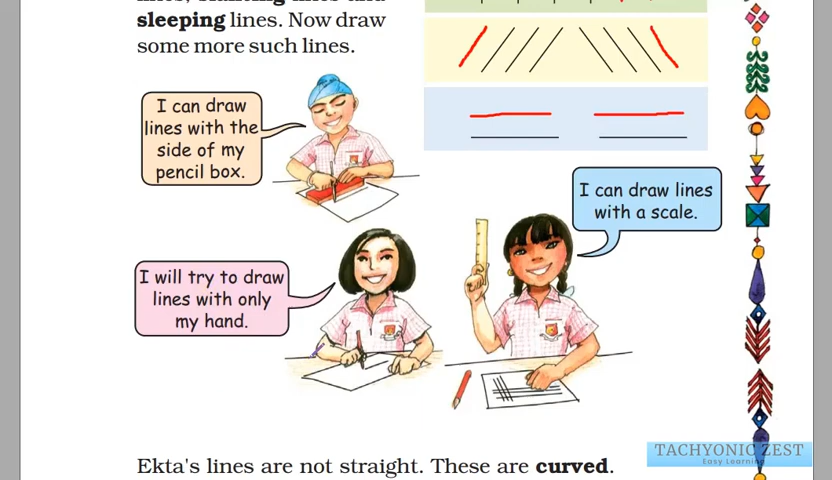 sleeping lines. Now draw
some more such lines.
I can draw
lines with the
side of my
pencil box.
I can draw lines
with a scale.
I will try to draw
lines with only
my hand.
Ekta's lines are not straight. These are curved.
TACHYONIC ZEST
Easy Learning